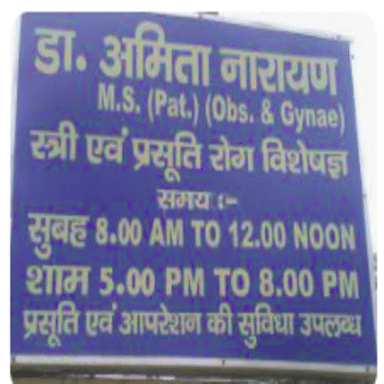 डा. अमिता नारायण
M.S. (Pat.) (Obs. & Gynae)
स्त्री एवं प्रसूति रोग विशेषज्ञ
समय :-
सुबह 8.00 AM TO 12.00 NOON
शाम 5.00 PM TO 8.00 PM
प्रसूति एवं आपरेशन की सुविधा उपलब्ध